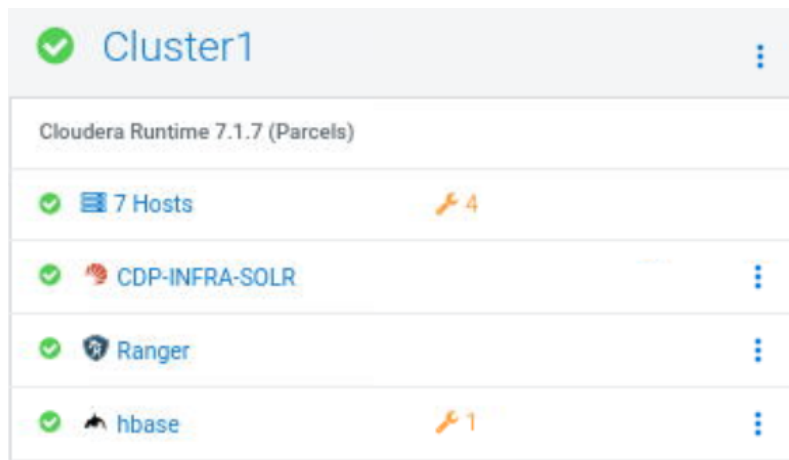 Cluster1
Cloudera Runtime 7.1.7 (Parcels)
7 Hosts 4
CDP-INFRA-SOLR
Ranger
hbase 1